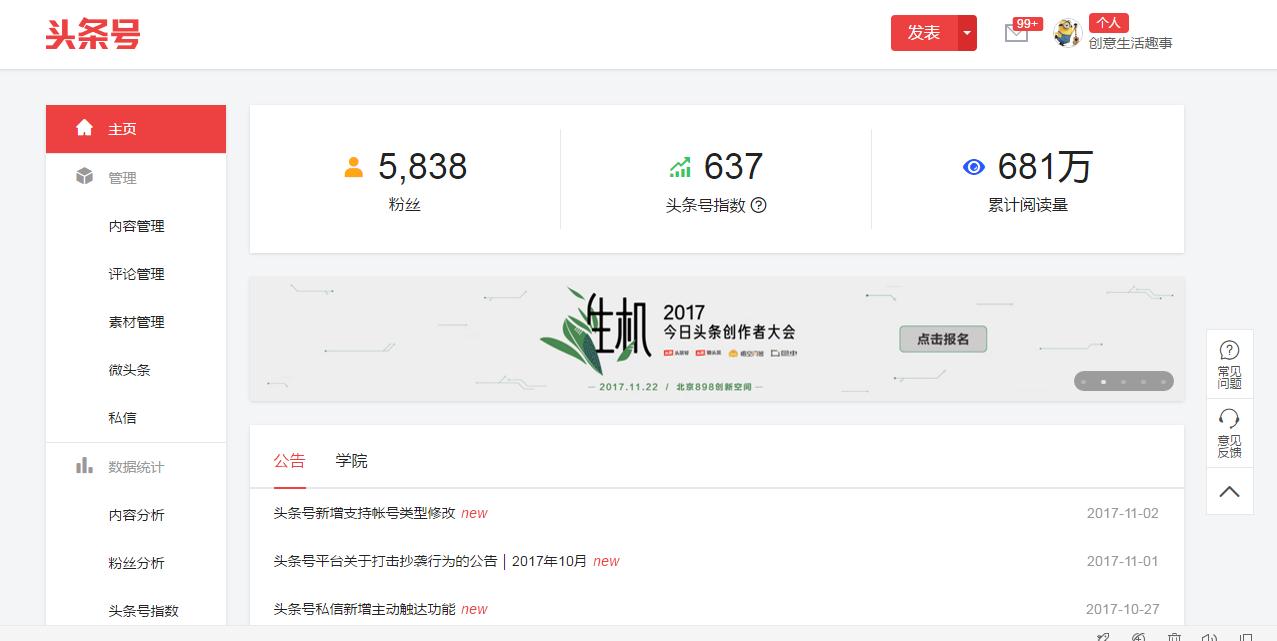 头条号
发表
99+
个人
创意生活趣事
主页
管理
内容管理
评论管理
素材管理
微头条
私信
数据统计
内容分析
粉丝分析
头条号指数
5,838
粉丝
637
头条号指数
681万
累计阅读量
生机
2017
今日头条创作者大会
2017.11.22 / 北京898创新空间
点击报名
公告
学院
头条号新增支持帐号类型修改 new
2017-11-02
头条号平台关于打击抄袭行为的公告｜2017年10月 new
2017-11-01
头条号私信新增主动触达功能 new
2017-10-27
常见
问题
意见
反馈